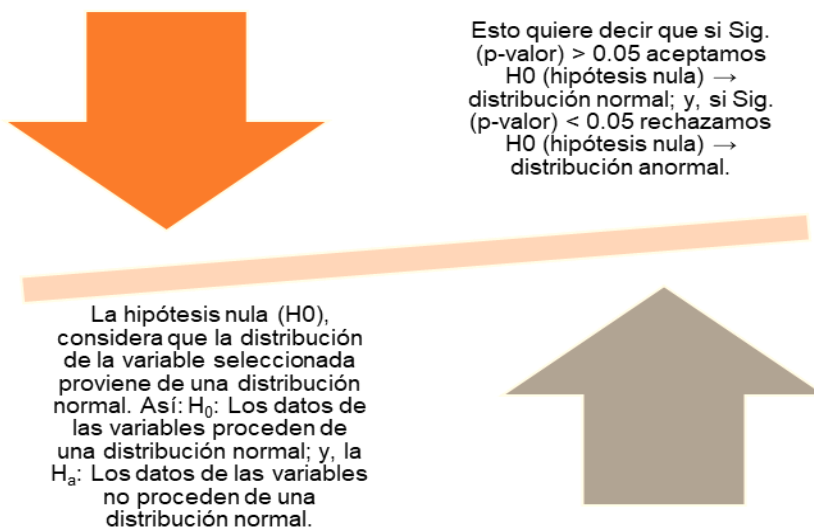 Esto quiere decir que si Sig.
(p-valor) > 0.05 aceptamos
H0 (hipótesis nula) →
distribución normal; y, si Sig.
(p-valor) < 0.05 rechazamos
H0 (hipótesis nula) →
distribución anormal.
La hipótesis nula (H0),
considera que la distribución
de la variable seleccionada
proviene de una distribución
normal. Así: H₀: Los datos de
las variables proceden de
una distribución normal; y, la
Hₐ: Los datos de las variables
no proceden de una
distribución normal.